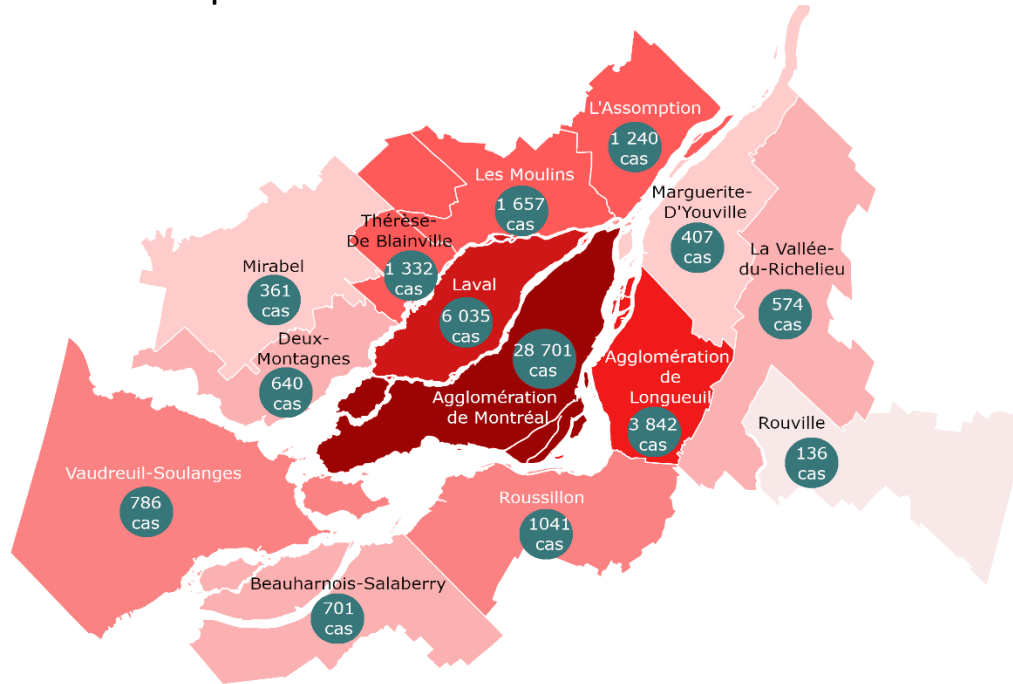 L'Assomption
1 240
cas
Les Moulins
1 657
cas
Marguerite-
D'Youville
407
cas
Thérèse-
De Blainville
1 332
cas
La Vallée-
du-Richelieu
574
cas
Mirabel
361
cas
Laval
6 035
cas
Deux-
Montagnes
640
cas
28 701
cas
Agglomération
de Montréal
Agglomération
de
Longueuil
3 842
cas
Rouville
136
cas
Vaudreuil-Soulanges
786
cas
Roussillon
1041
cas
Beauharnois-Salaberry
701
cas